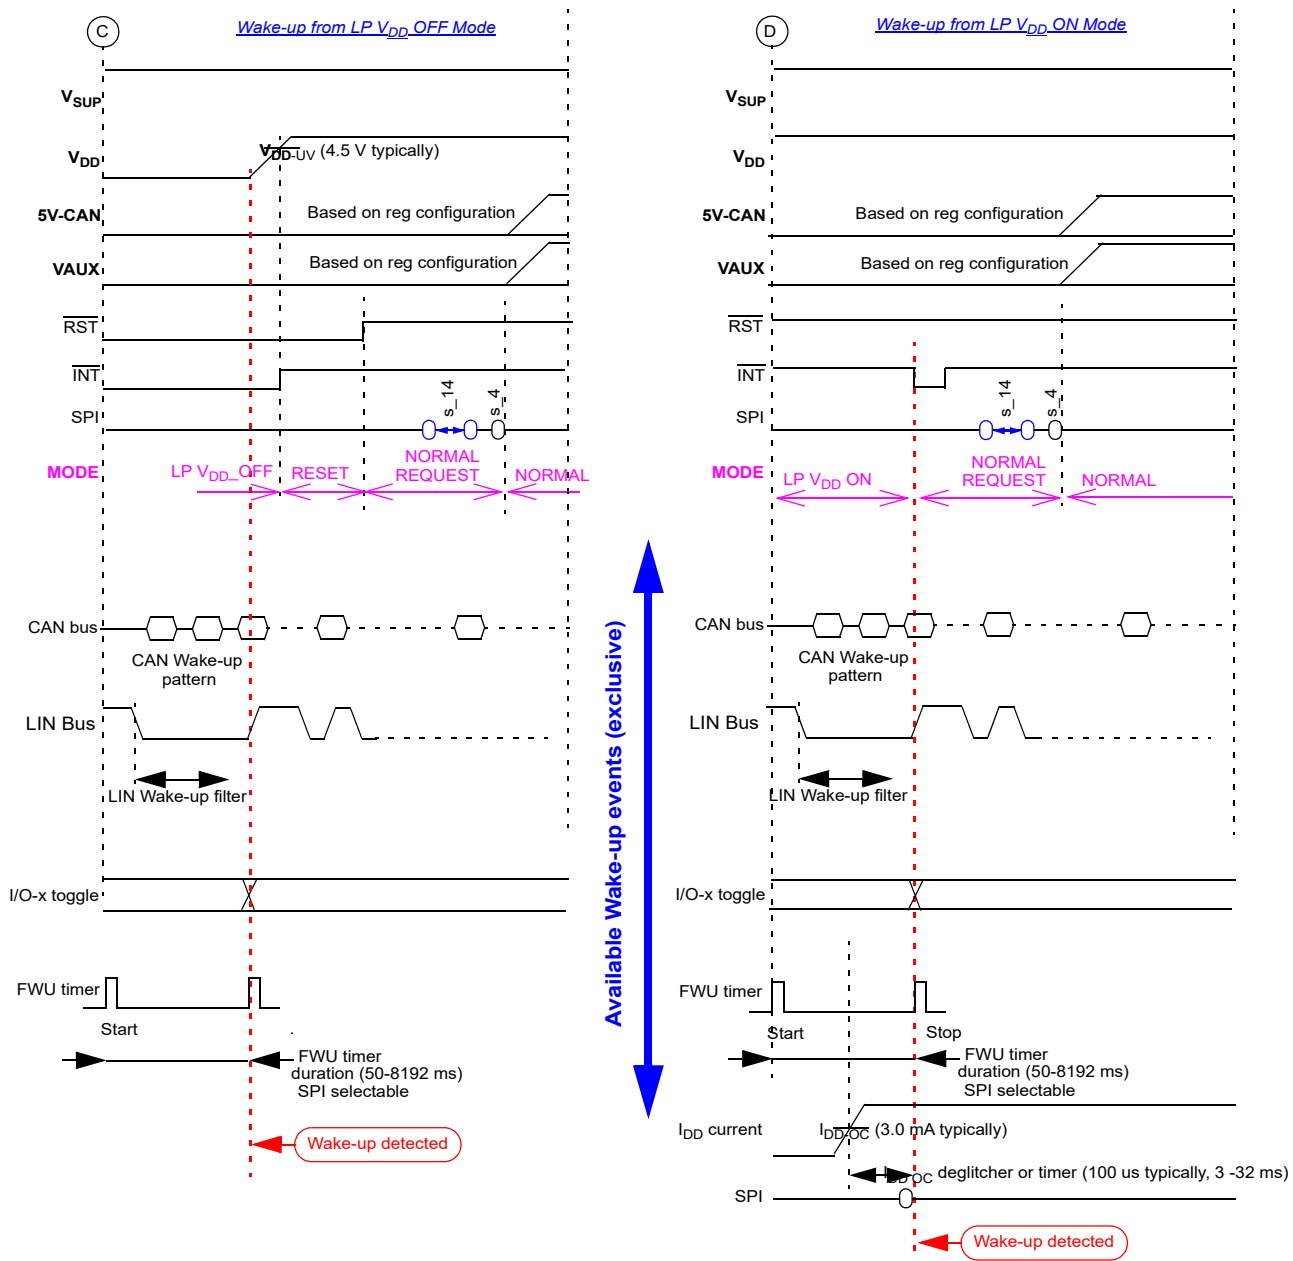 C
Wake-up from LP VDD OFF Mode
VSUP
VDD
VDD-UV (4.5 V typically)
5V-CAN
Based on reg configuration
VAUX
Based on reg configuration
RST
INT
SPI
s_14
s_4
MODE
LP VDD_OFF
RESET
NORMAL
REQUEST
NORMAL
CAN bus
CAN Wake-up
pattern
LIN Bus
LIN Wake-up filter
I/O-x toggle
FWU timer
Start
FWU timer
duration (50-8192 ms)
SPI selectable
Wake-up detected
Available Wake-up events (exclusive)
D
Wake-up from LP VDD ON Mode
VSUP
VDD
5V-CAN
Based on reg configuration
VAUX
Based on reg configuration
RST
INT
SPI
s_14
s_4
MODE
LP VDD ON
NORMAL
REQUEST
NORMAL
CAN bus
CAN Wake-up
pattern
LIN Bus
LIN Wake-up filter
I/O-x toggle
FWU timer
Start
Stop
FWU timer
duration (50-8192 ms)
SPI selectable
IDD current
IDD-OC (3.0 mA typically)
IDD OC deglitcher or timer (100 us typically, 3 -32 ms)
SPI
Wake-up detected